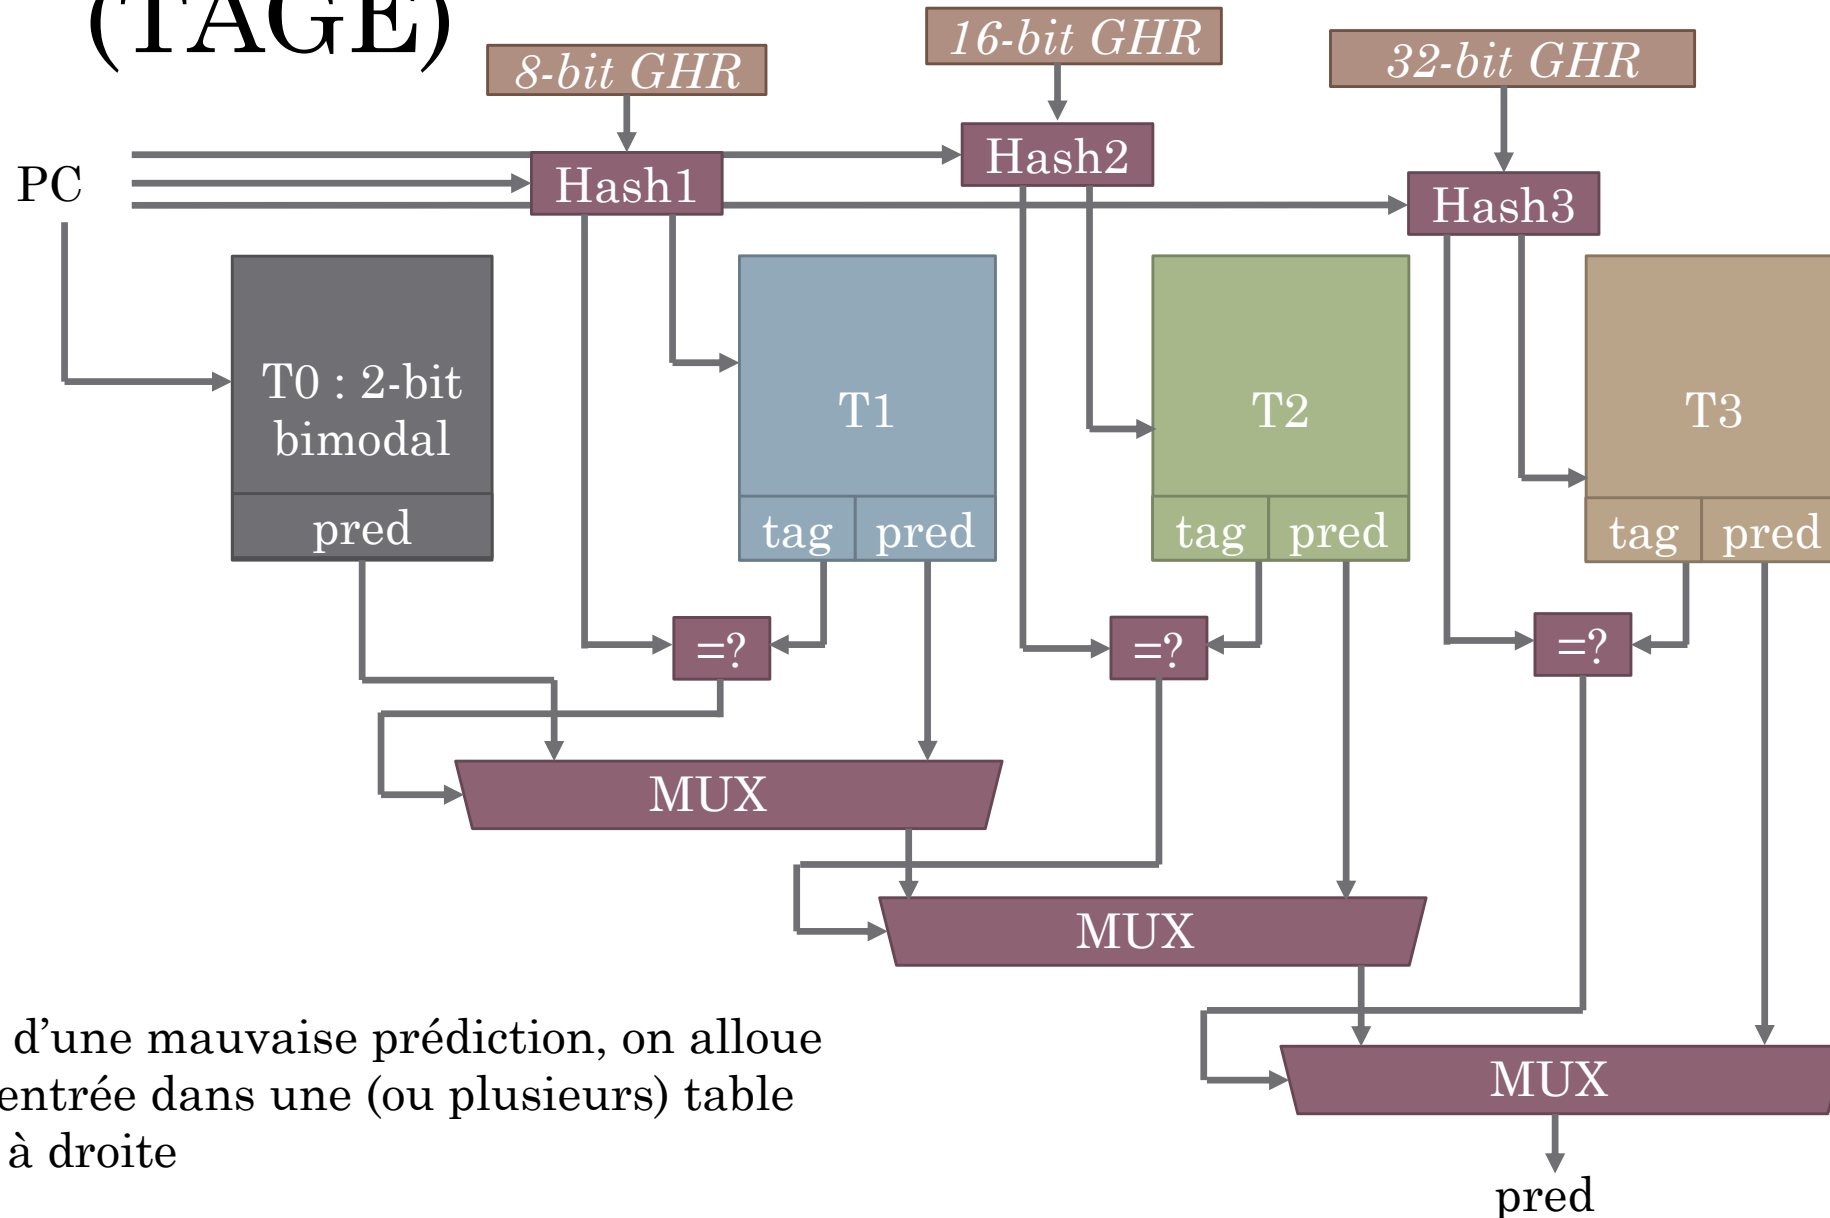 (TAGE)
8-bit GHR
16-bit GHR
32-bit GHR
PC
Hash1
Hash2
Hash3
T0 : 2-bit
bimodal
pred
T1
tag pred
T2
tag pred
T3
tag pred
=?
=?
=?
MUX
MUX
MUX
pred
d’une mauvaise prédiction, on alloue
entrée dans une (ou plusieurs) table
à droite